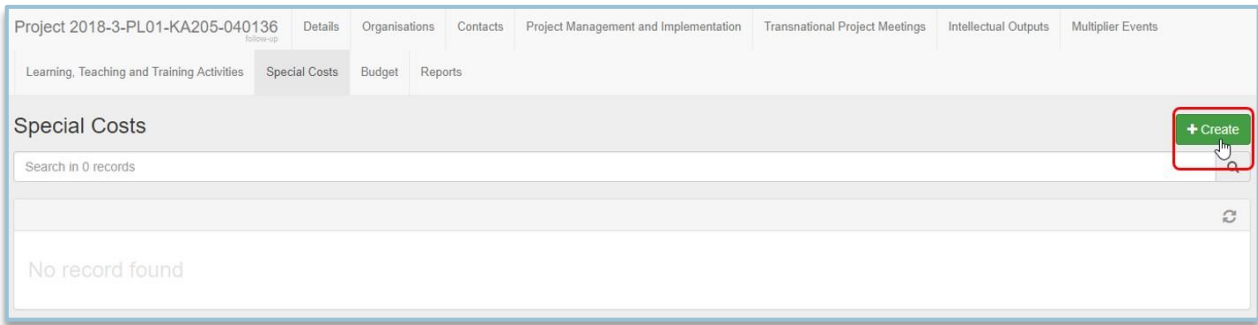 Project 2018-3-PL01-KA205-040136 Details Organisations Contacts Project Management and Implementation Transnational Project Meetings Intellectual Outputs Multiplier Events
follow-up
Learning, Teaching and Training Activities Special Costs Budget Reports
Special Costs
+ Create
Search in 0 records
No record found